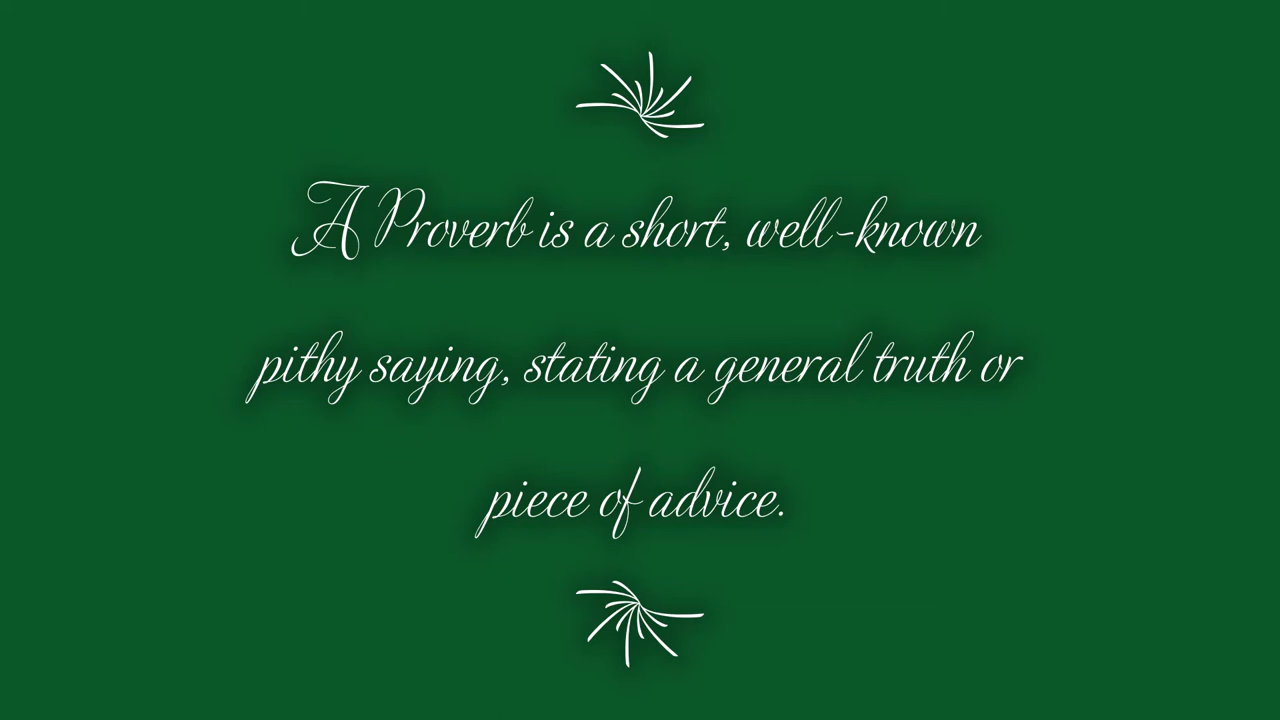 A Proverb is a short, well-known
pithy saying, stating a general truth or
piece of advice.